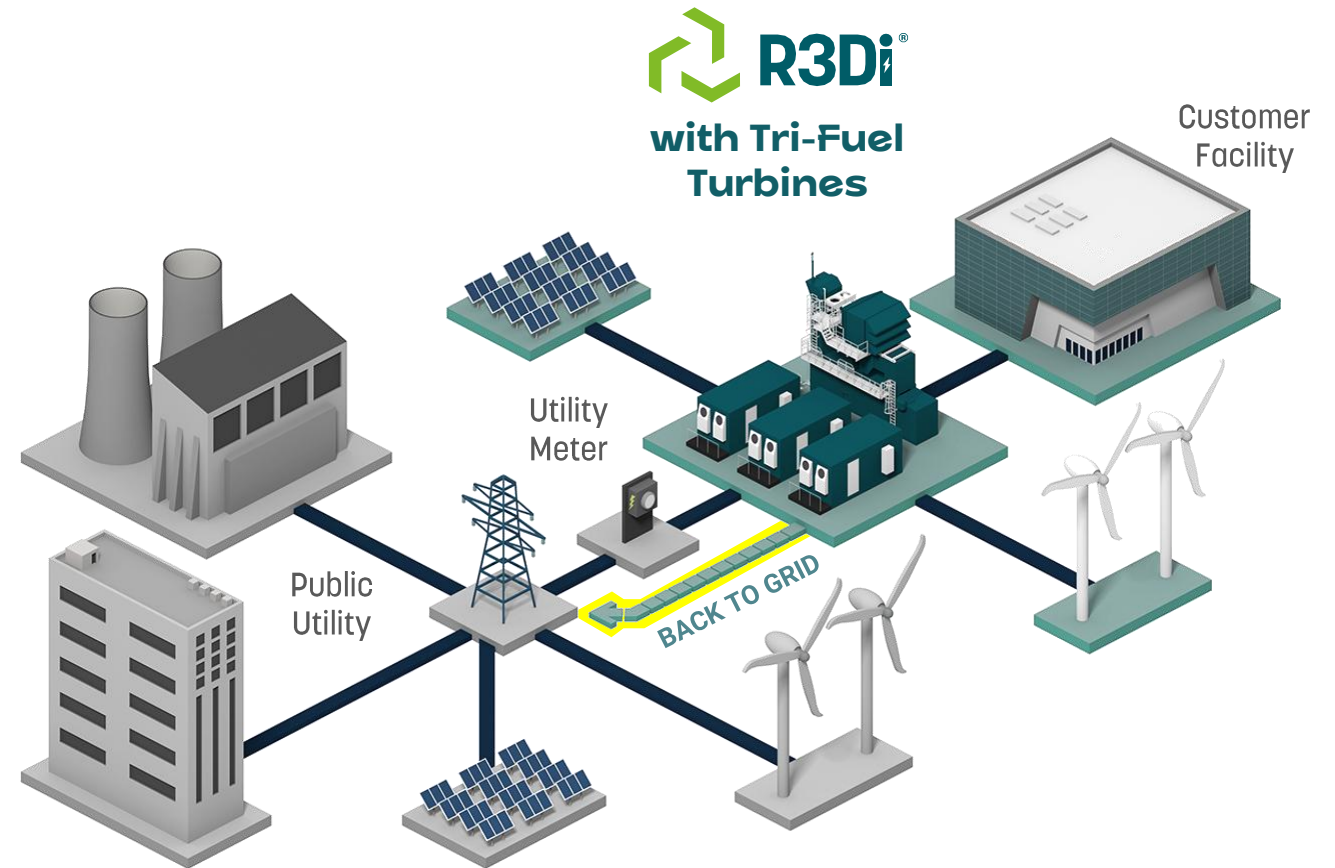 R3Di®
with Tri-Fuel
Turbines
Customer
Facility
Utility
Meter
Public
Utility
BACK TO GRID